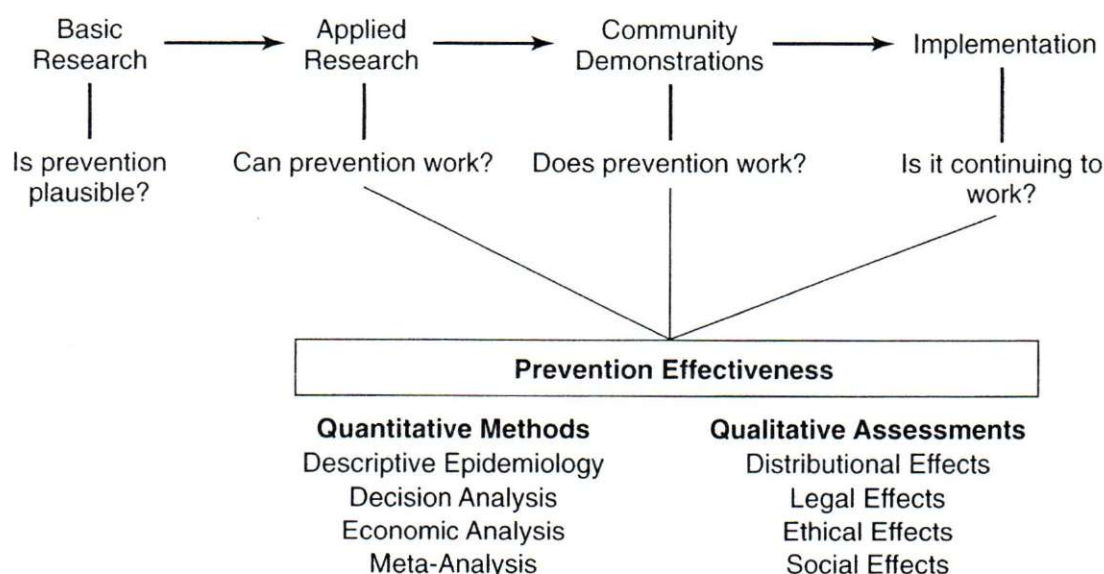 Basic
Research
Applied
Research
Community
Demonstrations
Implementation
Is prevention
plausible?
Can prevention work?
Does prevention work?
Is it continuing to
work?
Prevention Effectiveness
Quantitative Methods
Descriptive Epidemiology
Decision Analysis
Economic Analysis
Meta-Analysis
Qualitative Assessments
Distributional Effects
Legal Effects
Ethical Effects
Social Effects